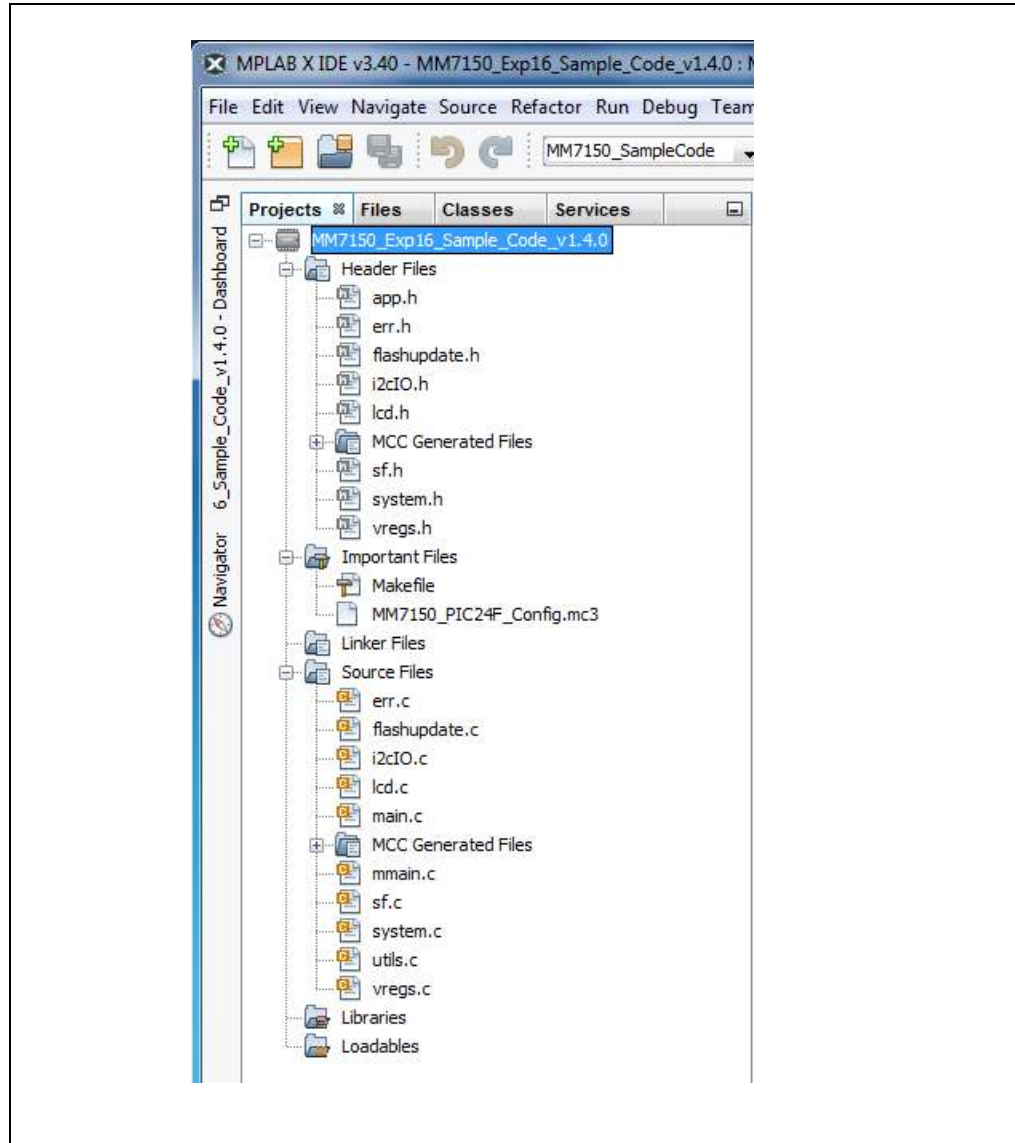 MPLAB X IDE v3.40 - MM7150_Exp16_Sample_Code_v1.4.0 :
File Edit View Navigate Source Refactor Run Debug Team
MM7150_SampleCode
Projects Files Classes Services
MM7150_Exp16_Sample_Code_v1.4.0
Header Files
app.h
err.h
flashupdate.h
i2cIO.h
lcd.h
MCC Generated Files
sf.h
system.h
vregs.h
Important Files
Makefile
MM7150_PIC24F_Config.mc3
Linker Files
Source Files
err.c
flashupdate.c
i2cIO.c
lcd.c
main.c
MCC Generated Files
mmain.c
sf.c
system.c
utils.c
vregs.c
Libraries
Loadables
6_Sample_Code_v1.4.0 - Dashboard
Navigator